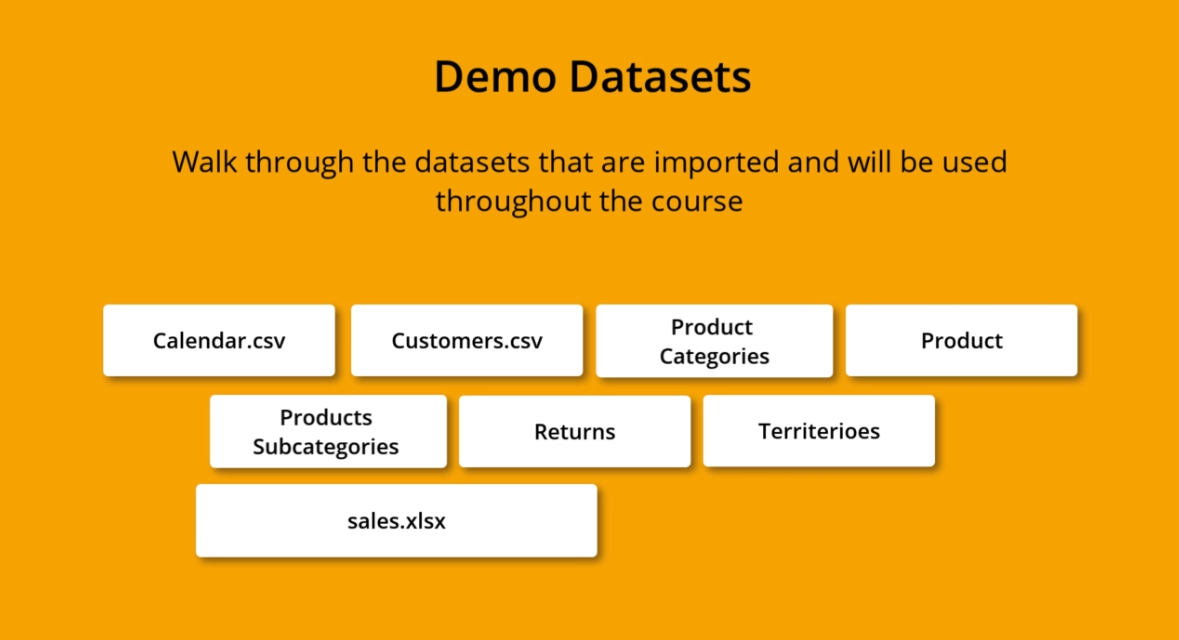 Demo Datasets
Walk through the datasets that are imported and will be used
throughout the course
Calendar.csv
Customers.csv
Product
Categories
Product
Products
Subcategories
Returns
Territerioes
sales.xlsx